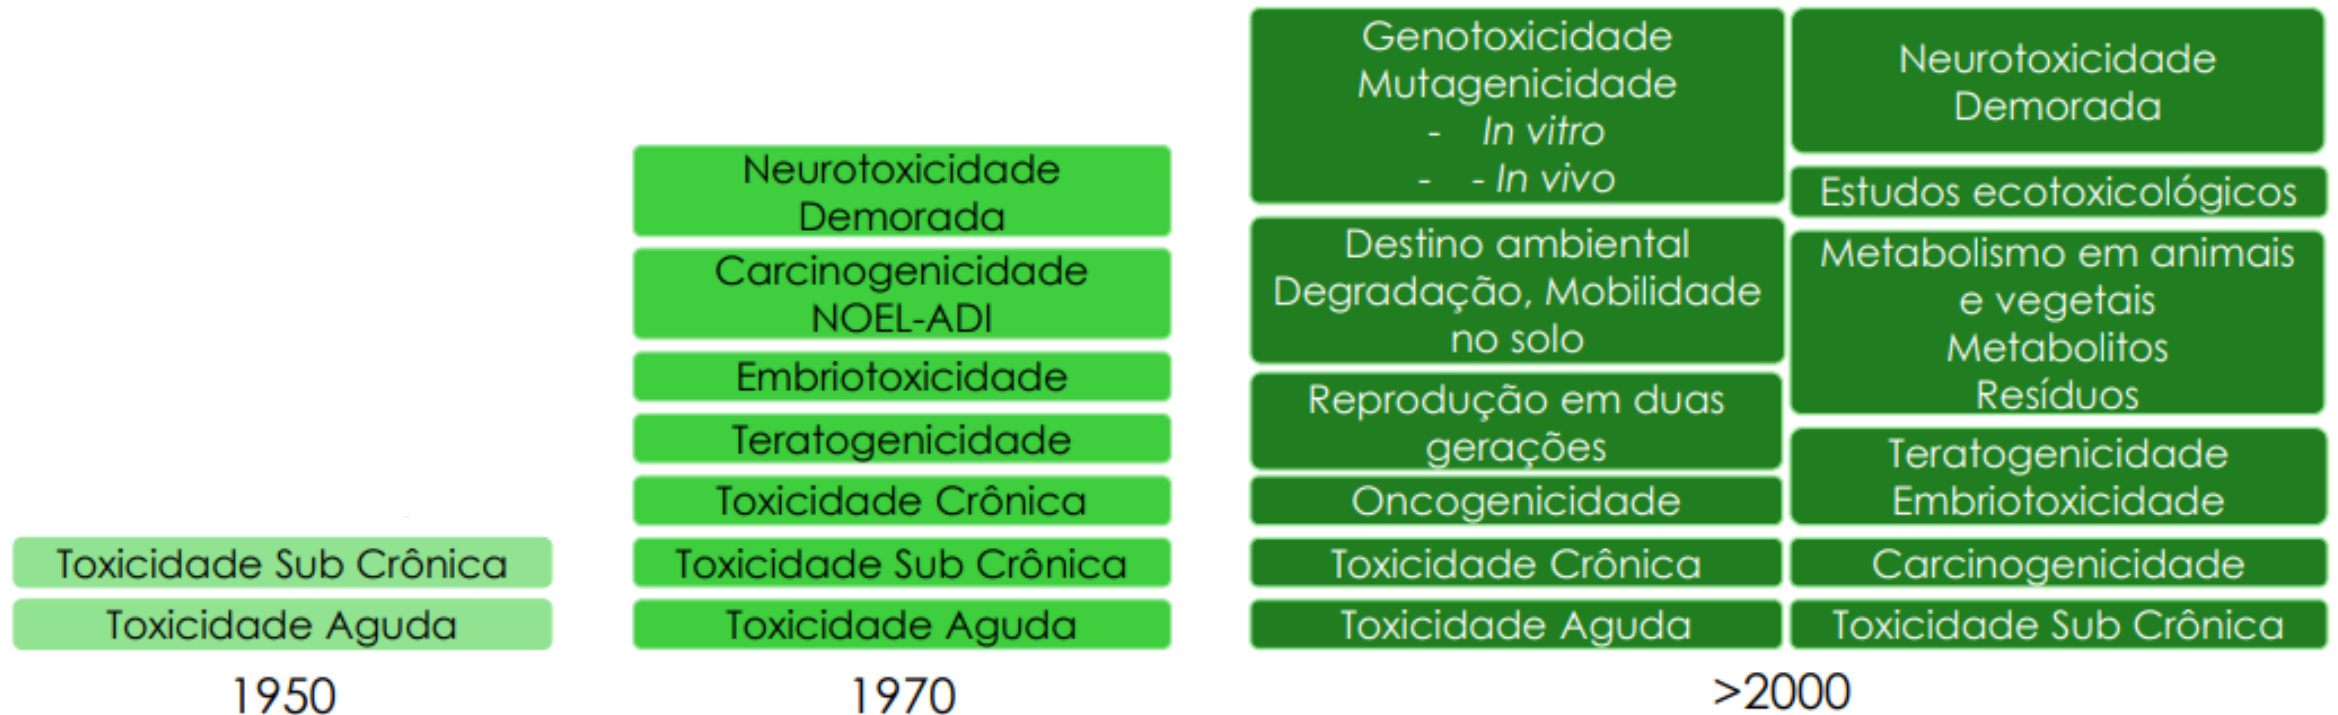 Toxicidade Sub Crônica
Toxicidade Aguda
1950
Neurotoxicidade
Demorada
Carcinogenicidade
NOEL-ADI
Embriotoxicidade
Teratogenicidade
Toxicidade Crônica
Toxicidade Sub Crônica
Toxicidade Aguda
1970
Genotoxicidade
Mutagenicidade
- In vitro
- - In vivo
Destino ambiental
Degradação, Mobilidade
no solo
Reprodução em duas
gerações
Oncogenicidade
Toxicidade Crônica
Toxicidade Aguda
Neurotoxicidade
Demorada
Estudos ecotoxicológicos
Metabolismo em animais
e vegetais
Metabolitos
Resíduos
Teratogenicidade
Embriotoxicidade
Carcinogenicidade
Toxicidade Sub Crônica
>2000